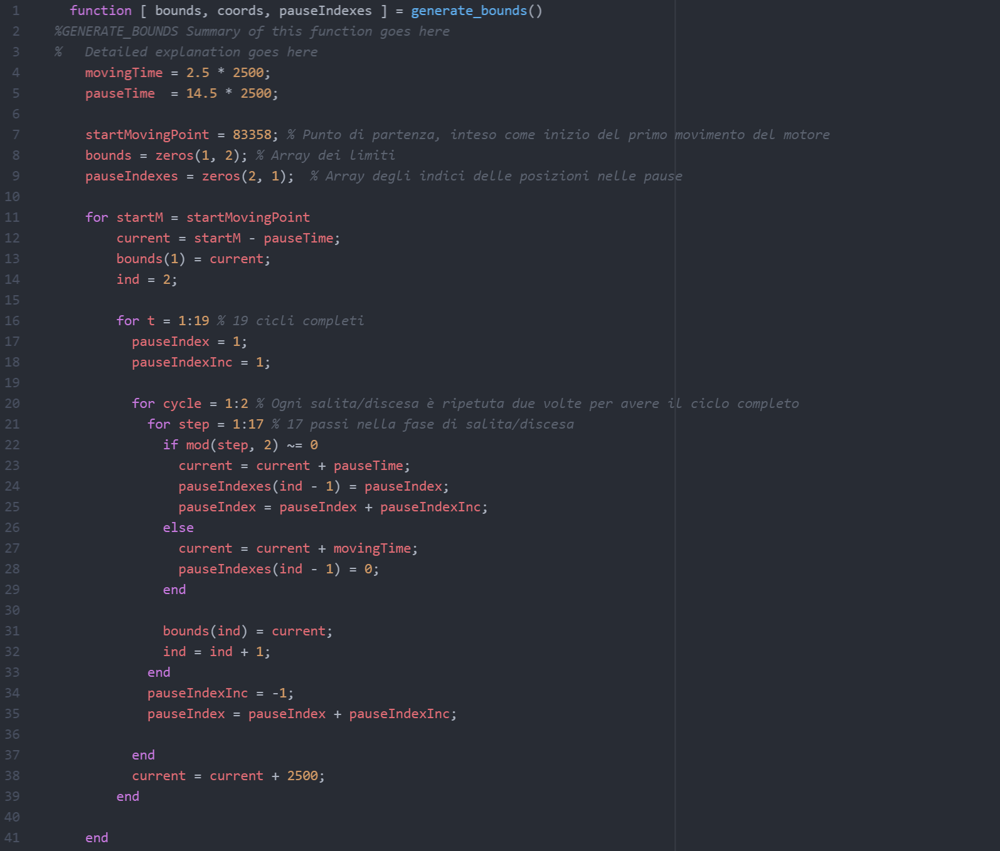 1 function [ bounds, coords, pauseIndexes ] = generate_bounds()
2 %GENERATE_BOUNDS Summary of this function goes here
3 %   Detailed explanation goes here
4     movingTime = 2.5 * 2500;
5     pauseTime  = 14.5 * 2500;
6
7     startMovingPoint = 83358; % Punto di partenza, inteso come inizio del primo movimento del motore
8     bounds = zeros(1, 2); % Array dei limiti
9     pauseIndexes = zeros(2, 1);  % Array degli indici delle posizioni nelle pause
10
11     for startM = startMovingPoint
12         current = startM - pauseTime;
13         bounds(1) = current;
14         ind = 2;
15
16         for t = 1:19 % 19 cicli completi
17           pauseIndex = 1;
18           pauseIndexInc = 1;
19
20           for cycle = 1:2 % Ogni salita/discesa è ripetuta due volte per avere il ciclo completo
21             for step = 1:17 % 17 passi nella fase di salita/discesa
22               if mod(step, 2) ~= 0
23                 current = current + pauseTime;
24                 pauseIndexes(ind - 1) = pauseIndex;
25                 pauseIndex = pauseIndex + pauseIndexInc;
26               else
27                 current = current + movingTime;
28                 pauseIndexes(ind - 1) = 0;
29               end
30
31               bounds(ind) = current;
32               ind = ind + 1;
33             end
34             pauseIndexInc = -1;
35             pauseIndex = pauseIndex + pauseIndexInc;
36
37           end
38           current = current + 2500;
39         end
40
41     end